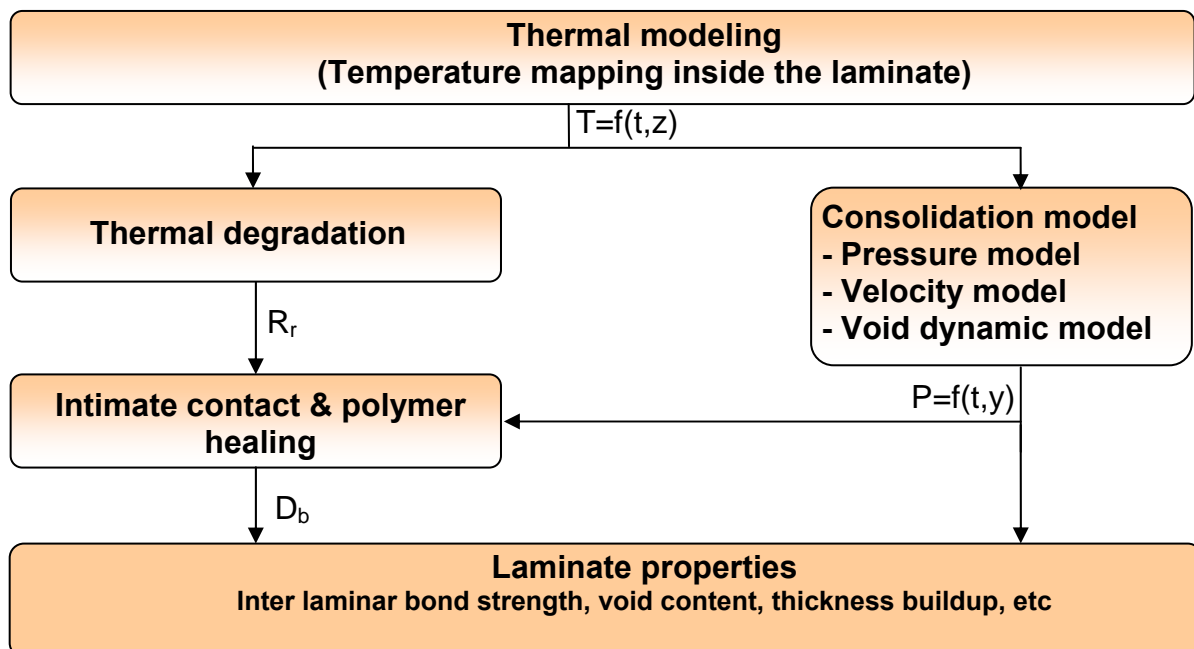 Thermal modeling
(Temperature mapping inside the laminate)
T=f(t,z)
Thermal degradation
Consolidation model
- Pressure model
- Velocity model
- Void dynamic model
Rᵣ
Intimate contact & polymer
healing
P=f(t,y)
D_b
Laminate properties
Inter laminar bond strength, void content, thickness buildup, etc